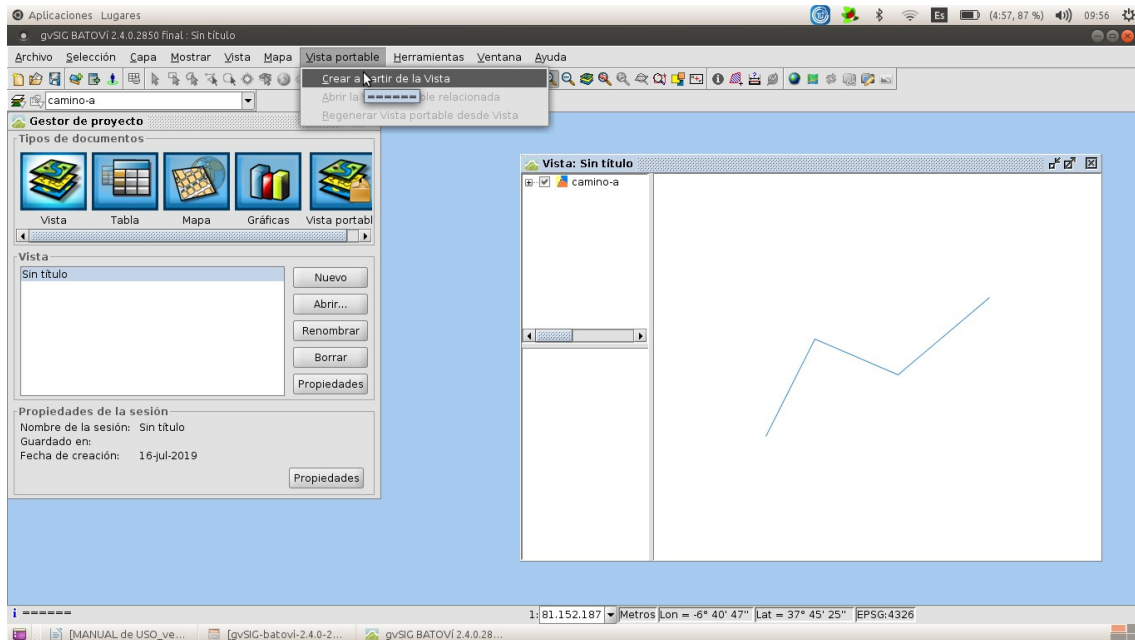 Aplicaciones Lugares
Es (4:57, 87 %) 09:56
gvSIG BATOVÍ 2.4.0.2850 final : Sin título
Archivo Selección Capa Mostrar Vista Mapa Vista portable Herramientas Ventana Ayuda
Crear a partir de la Vista
Abrir la ====== ble relacionada
Regenerar Vista portable desde Vista
camino-a
Gestor de proyecto
Tipos de documentos
Vista Tabla Mapa Gráficas Vista portabl
Vista
Sin título
Nuevo
Abrir...
Renombrar
Borrar
Propiedades
Propiedades de la sesión
Nombre de la sesión: Sin título
Guardado en:
Fecha de creación: 16-jul-2019
Propiedades
Vista: Sin título
camino-a
i ====== 1: 81.152.187 Metros Lon = -6° 40' 47" Lat = 37° 45' 25" EPSG:4326
[MANUAL de USO_ve... [gvSIG-batovi-2.4.0-2... gvSIG BATOVÍ 2.4.0.28...